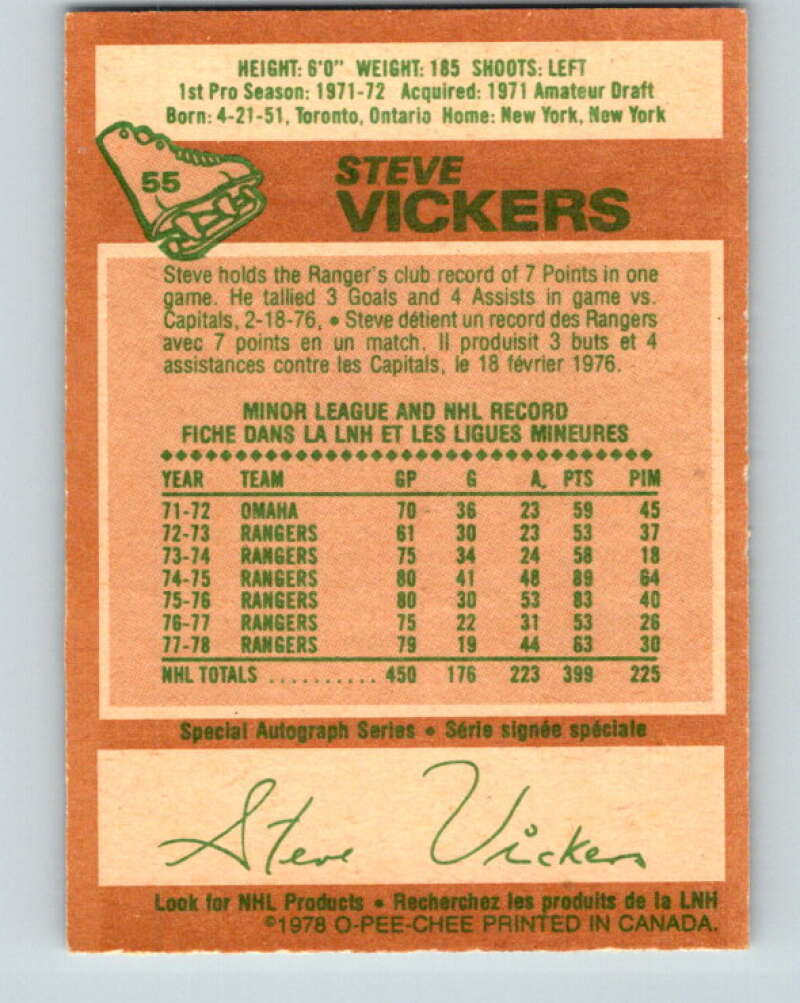 HEIGHT: 6'0" WEIGHT: 185 SHOOTS: LEFT
1st Pro Season: 1971-72 Acquired: 1971 Amateur Draft
Born: 4-21-51, Toronto, Ontario Home: New York, New York
55
STEVE
VICKERS
Steve holds the Ranger's club record of 7 Points in one
game. He tallied 3 Goals and 4 Assists in game vs.
Capitals, 2-18-76, • Steve détient un record des Rangers
avec 7 points en un match. Il produisit 3 buts et 4
assistances contre les Capitals, le 18 février 1976.
MINOR LEAGUE AND NHL RECORD
FICHE DANS LA LNH ET LES LIGUES MINEURES
YEAR TEAM GP G A. PTS PIM
71-72 OMAHA 70 36 23 59 45
72-73 RANGERS 61 30 23 53 37
73-74 RANGERS 75 34 24 58 18
74-75 RANGERS 80 41 48 89 64
75-76 RANGERS 80 30 53 83 40
76-77 RANGERS 75 22 31 53 26
77-78 RANGERS 79 19 44 63 30
NHL TOTALS .......... 450 176 223 399 225
Special Autograph Series • Série signée spéciale
Steve Vickers
Look for NHL Products • Recherchez les produits de la LNH
©1978 O-PEE-CHEE PRINTED IN CANADA.